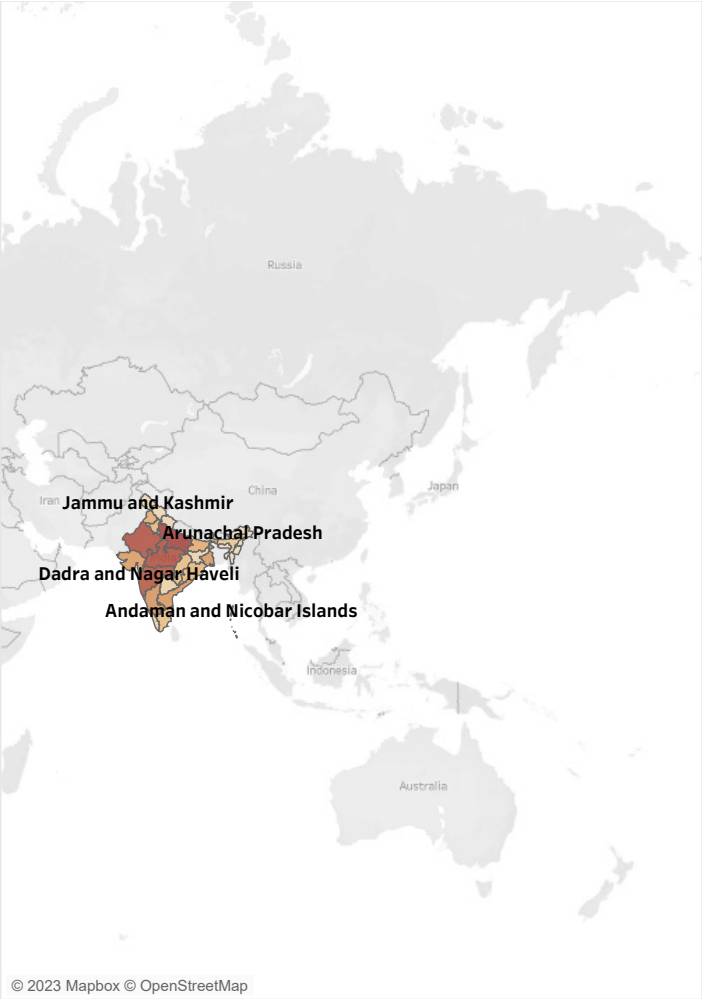 Russia
China
Iran
Japan
Jammu and Kashmir
Arunachal Pradesh
India
Dadra and Nagar Haveli
Andaman and Nicobar Islands
Indonesia
Australia
© 2023 Mapbox © OpenStreetMap